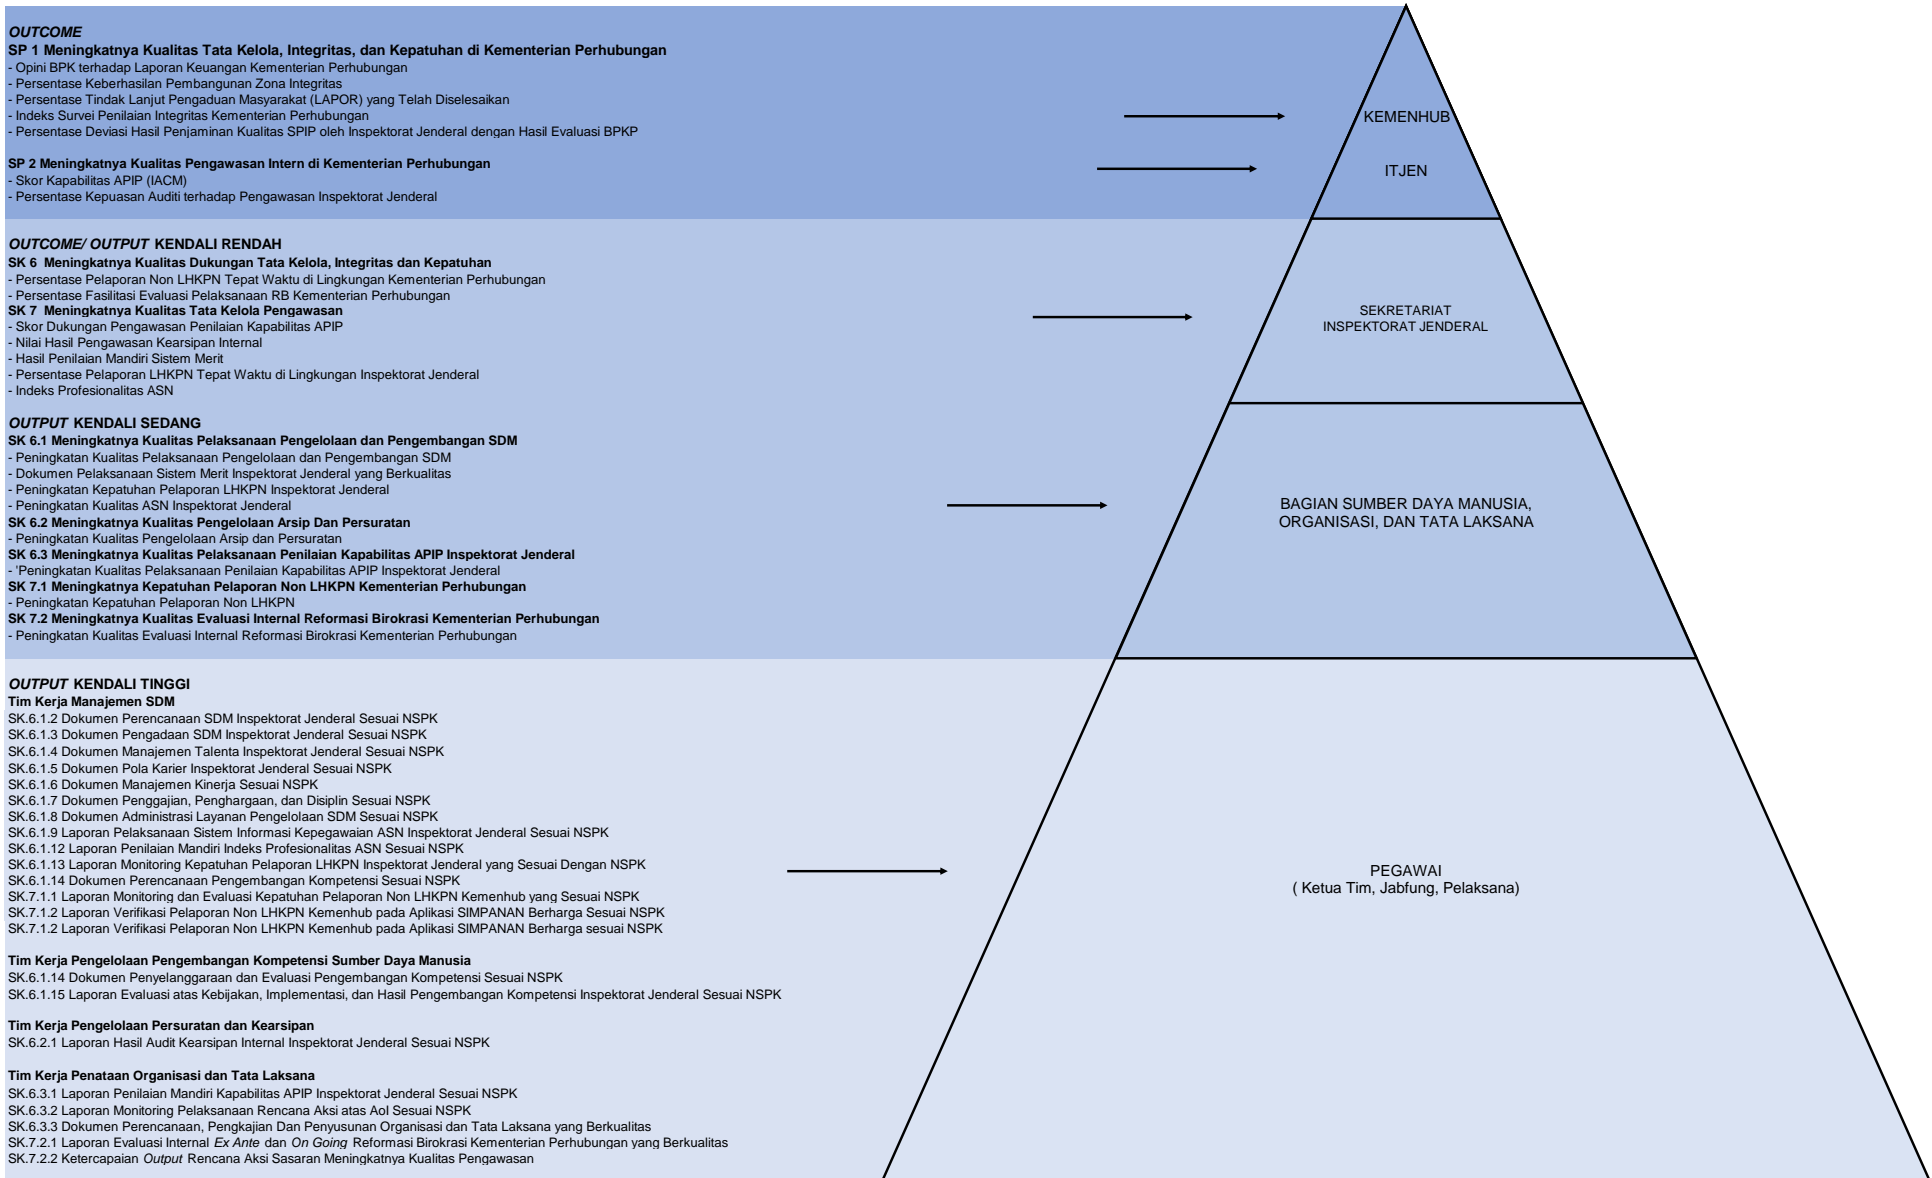 OUTCOME
SP 1 Meningkatnya Kualitas Tata Kelola, Integritas, dan Kepatuhan di Kementerian Perhubungan
- Opini BPK terhadap Laporan Keuangan Kementerian Perhubungan
- Persentase Keberhasilan Pembangunan Zona Integritas
- Persentase Tindak Lanjut Pengaduan Masyarakat (LAPOR) yang Telah Diselesaikan
- Indeks Survei Penilaian Integritas Kementerian Perhubungan
- Persentase Deviasi Hasil Penjaminan Kualitas SPIP oleh Inspektorat Jenderal dengan Hasil Evaluasi BPKP
KEMENHUB
SP 2 Meningkatnya Kualitas Pengawasan Intern di Kementerian Perhubungan
- Skor Kapabilitas APIP (IACM)
- Persentase Kepuasan Auditi terhadap Pengawasan Inspektorat Jenderal
ITJEN
OUTCOME/ OUTPUT KENDALI RENDAH
SK 6 Meningkatnya Kualitas Dukungan Tata Kelola, Integritas dan Kepatuhan
- Persentase Pelaporan Non LHKPN Tepat Waktu di Lingkungan Kementerian Perhubungan
- Persentase Fasilitasi Evaluasi Pelaksanaan RB Kementerian Perhubungan
SK 7 Meningkatnya Kualitas Tata Kelola Pengawasan
- Skor Dukungan Pengawasan Penilaian Kapabilitas APIP
- Nilai Hasil Pengawasan Kearsipan Internal
- Hasil Penilaian Mandiri Sistem Merit
- Persentase Pelaporan LHKPN Tepat Waktu di Lingkungan Inspektorat Jenderal
- Indeks Profesionalitas ASN
SEKRETARIAT
INSPEKTORAT JENDERAL
OUTPUT KENDALI SEDANG
SK 6.1 Meningkatnya Kualitas Pelaksanaan Pengelolaan dan Pengembangan SDM
- Peningkatan Kualitas Pelaksanaan Pengelolaan dan Pengembangan SDM
- Dokumen Pelaksanaan Sistem Merit Inspektorat Jenderal yang Berkualitas
- Peningkatan Kepatuhan Pelaporan LHKPN Inspektorat Jenderal
- Peningkatan Kualitas ASN Inspektorat Jenderal
SK 6.2 Meningkatnya Kualitas Pengelolaan Arsip Dan Persuratan
- Peningkatan Kualitas Pengelolaan Arsip dan Persuratan
SK 6.3 Meningkatnya Kualitas Pelaksanaan Penilaian Kapabilitas APIP Inspektorat Jenderal
- 'Peningkatan Kualitas Pelaksanaan Penilaian Kapabilitas APIP Inspektorat Jenderal
SK 7.1 Meningkatnya Kepatuhan Pelaporan Non LHKPN Kementerian Perhubungan
- Peningkatan Kepatuhan Pelaporan Non LHKPN
SK 7.2 Meningkatnya Kualitas Evaluasi Internal Reformasi Birokrasi Kementerian Perhubungan
- Peningkatan Kualitas Evaluasi Internal Reformasi Birokrasi Kementerian Perhubungan
BAGIAN SUMBER DAYA MANUSIA,
ORGANISASI, DAN TATA LAKSANA
OUTPUT KENDALI TINGGI
Tim Kerja Manajemen SDM
SK.6.1.2 Dokumen Perencanaan SDM Inspektorat Jenderal Sesuai NSPK
SK.6.1.3 Dokumen Pengadaan SDM Inspektorat Jenderal Sesuai NSPK
SK.6.1.4 Dokumen Manajemen Talenta Inspektorat Jenderal Sesuai NSPK
SK.6.1.5 Dokumen Pola Karier Inspektorat Jenderal Sesuai NSPK
SK.6.1.6 Dokumen Manajemen Kinerja Sesuai NSPK
SK.6.1.7 Dokumen Penggajian, Penghargaan, dan Disiplin Sesuai NSPK
SK.6.1.8 Dokumen Administrasi Layanan Pengelolaan SDM Sesuai NSPK
SK.6.1.9 Laporan Pelaksanaan Sistem Informasi Kepegawaian ASN Inspektorat Jenderal Sesuai NSPK
SK.6.1.12 Laporan Penilaian Mandiri Indeks Profesionalitas ASN Sesuai NSPK
SK.6.1.13 Laporan Monitoring Kepatuhan Pelaporan LHKPN Inspektorat Jenderal yang Sesuai Dengan NSPK
SK.6.1.14 Dokumen Perencanaan Pengembangan Kompetensi Sesuai NSPK
SK.7.1.1 Laporan Monitoring dan Evaluasi Kepatuhan Pelaporan Non LHKPN Kemenhub yang Sesuai NSPK
SK.7.1.2 Laporan Verifikasi Pelaporan Non LHKPN Kemenhub pada Aplikasi SIMPANAN Berharga Sesuai NSPK
SK.7.1.2 Laporan Verifikasi Pelaporan Non LHKPN Kemenhub pada Aplikasi SIMPANAN Berharga sesuai NSPK
PEGAWAI
( Ketua Tim, Jabfung, Pelaksana)
Tim Kerja Pengelolaan Pengembangan Kompetensi Sumber Daya Manusia
SK.6.1.14 Dokumen Penyelanggaraan dan Evaluasi Pengembangan Kompetensi Sesuai NSPK
SK.6.1.15 Laporan Evaluasi atas Kebijakan, Implementasi, dan Hasil Pengembangan Kompetensi Inspektorat Jenderal Sesuai NSPK
Tim Kerja Pengelolaan Persuratan dan Kearsipan
SK.6.2.1 Laporan Hasil Audit Kearsipan Internal Inspektorat Jenderal Sesuai NSPK
Tim Kerja Penataan Organisasi dan Tata Laksana
SK.6.3.1 Laporan Penilaian Mandiri Kapabilitas APIP Inspektorat Jenderal Sesuai NSPK
SK.6.3.2 Laporan Monitoring Pelaksanaan Rencana Aksi atas AoI Sesuai NSPK
SK.6.3.3 Dokumen Perencanaan, Pengkajian Dan Penyusunan Organisasi dan Tata Laksana yang Berkualitas
SK.7.2.1 Laporan Evaluasi Internal Ex Ante dan On Going Reformasi Birokrasi Kementerian Perhubungan yang Berkualitas
SK.7.2.2 Ketercapaian Output Rencana Aksi Sasaran Meningkatnya Kualitas Pengawasan